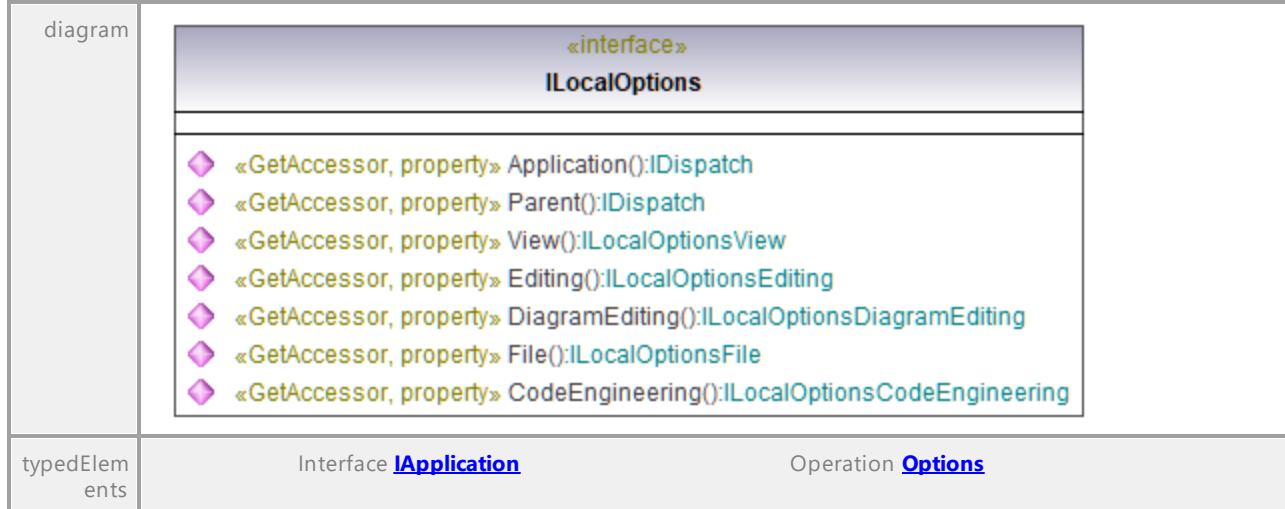 diagram
«interface»
ILocalOptions
«GetAccessor, property» Application():IDispatch
«GetAccessor, property» Parent():IDispatch
«GetAccessor, property» View():ILocalOptionsView
«GetAccessor, property» Editing():ILocalOptionsEditing
«GetAccessor, property» DiagramEditing():ILocalOptionsDiagramEditing
«GetAccessor, property» File():ILocalOptionsFile
«GetAccessor, property» CodeEngineering():ILocalOptionsCodeEngineering
typedElem
ents
Interface IApplication
Operation Options